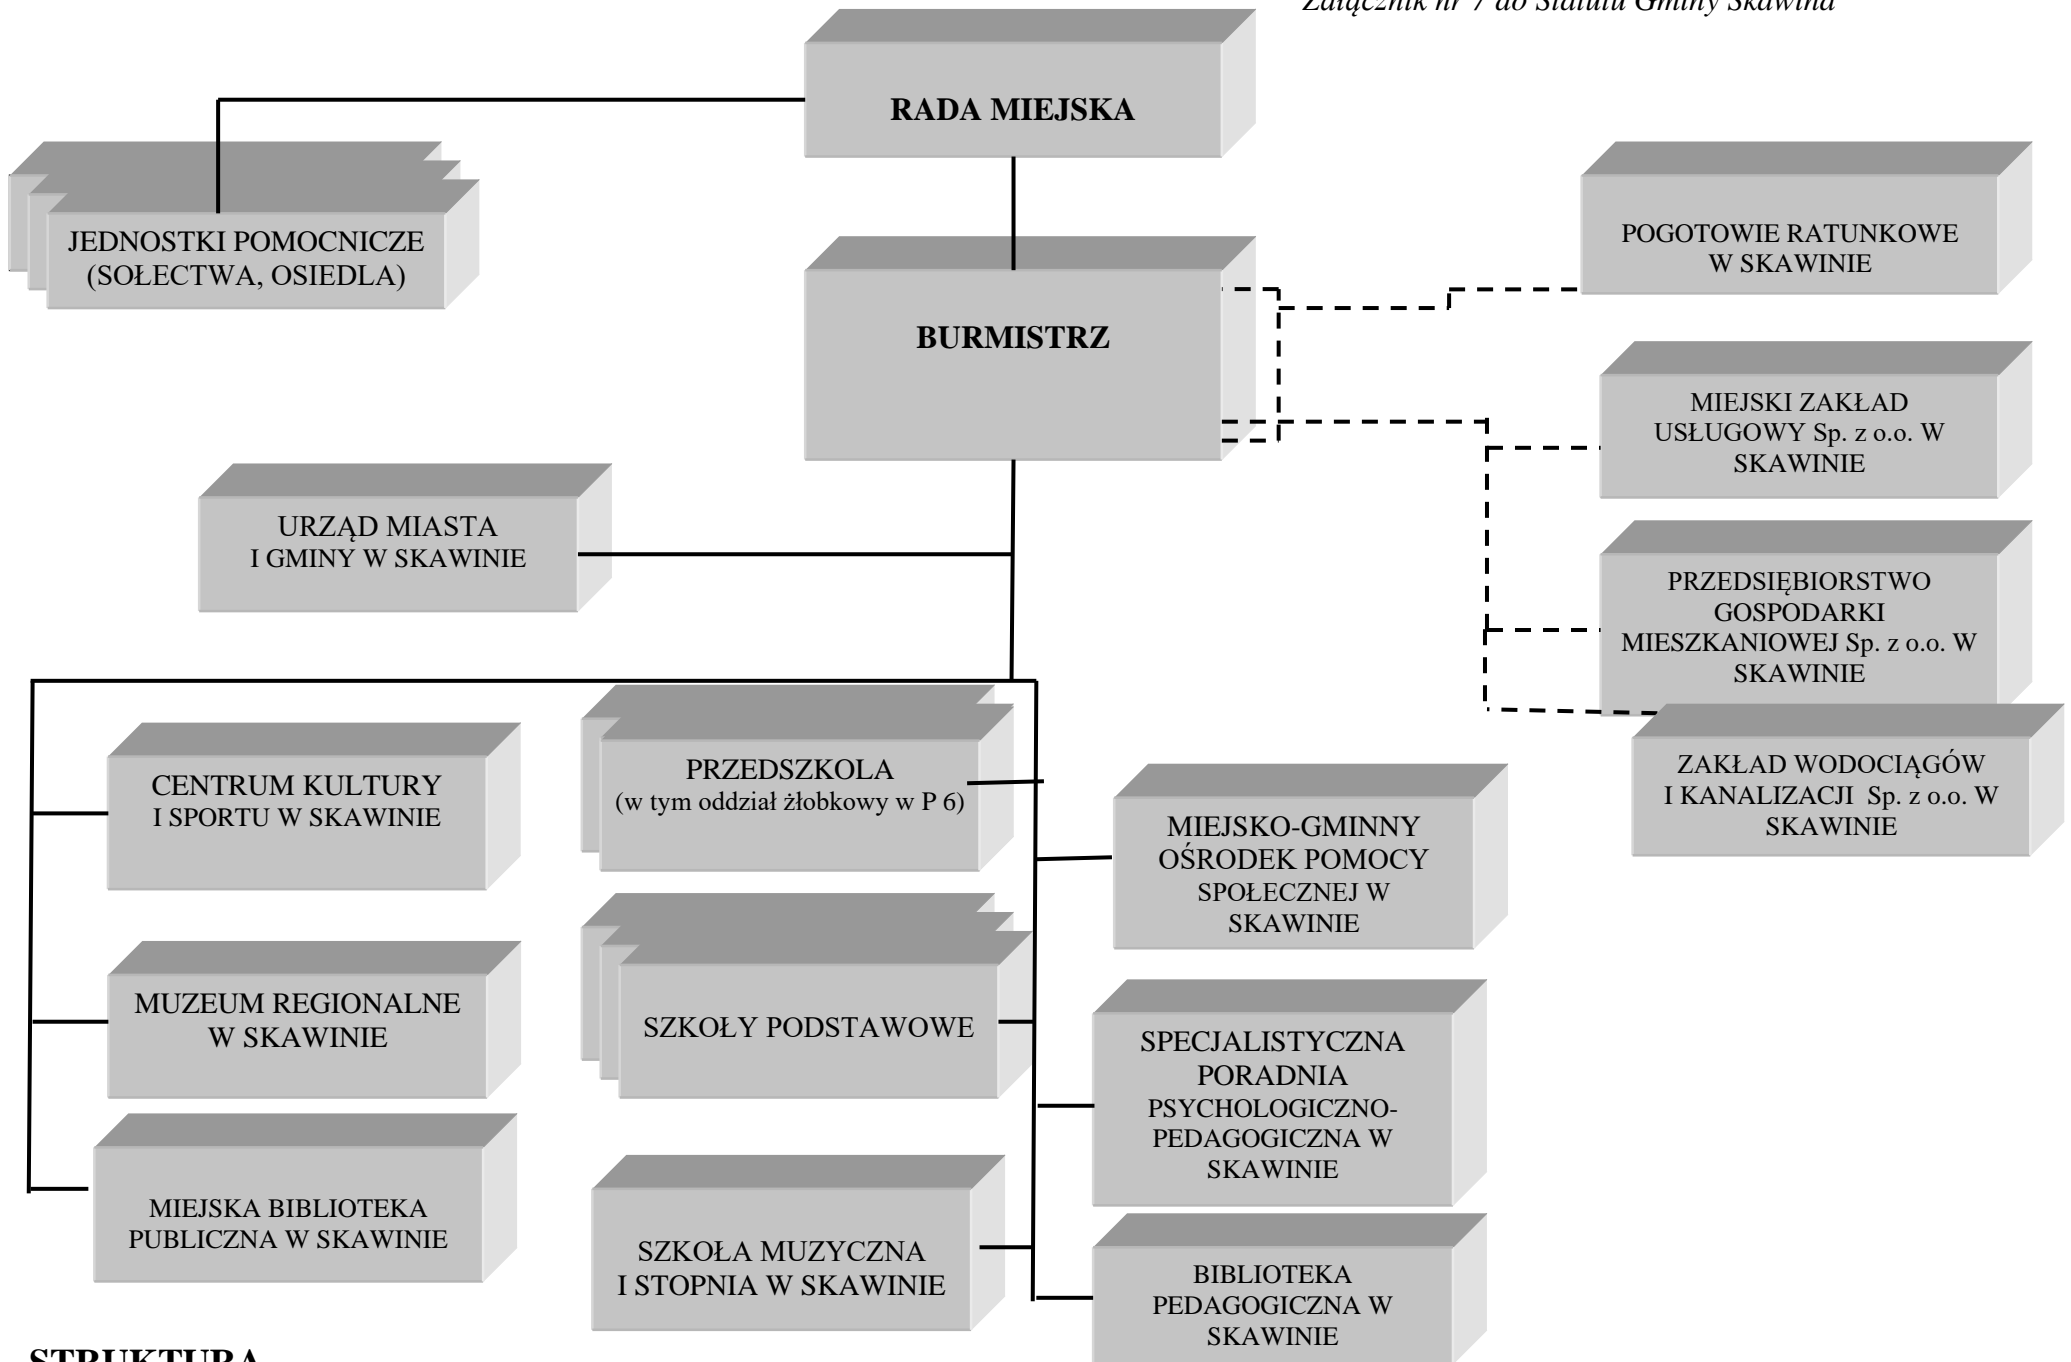 Załącznik nr 7 do Statutu Gminy Skawina
RADA MIEJSKA
JEDNOSTKI POMOCNICZE
(SOŁECTWA, OSIEDLA)
POGOTOWIE RATUNKOWE
W SKAWINIE
BURMISTRZ
MIEJSKI ZAKŁAD
USŁUGOWY Sp. z o.o. W
SKAWINIE
URZĄD MIASTA
I GMINY W SKAWINIE
PRZEDSIĘBIORSTWO
GOSPODARKI
MIESZKANIOWEJ Sp. z o.o. W
SKAWINIE
ZAKŁAD WODOCIĄGÓW
I KANALIZACJI Sp. z o.o. W
SKAWINIE
CENTRUM KULTURY
I SPORTU W SKAWINIE
PRZEDSZKOLA
(w tym oddział żłobkowy w P 6)
MIEJSKO-GMINNY
OŚRODEK POMOCY
SPOŁECZNEJ W
SKAWINIE
MUZEUM REGIONALNE
W SKAWINIE
SZKOŁY PODSTAWOWE
SPECJALISTYCZNA
PORADNIA
PSYCHOLOGICZNO-
PEDAGOGICZNA W
SKAWINIE
MIEJSKA BIBLIOTEKA
PUBLICZNA W SKAWINIE
SZKOŁA MUZYCZNA
I STOPNIA W SKAWINIE
BIBLIOTEKA
PEDAGOGICZNA W
SKAWINIE
STRUKTURA